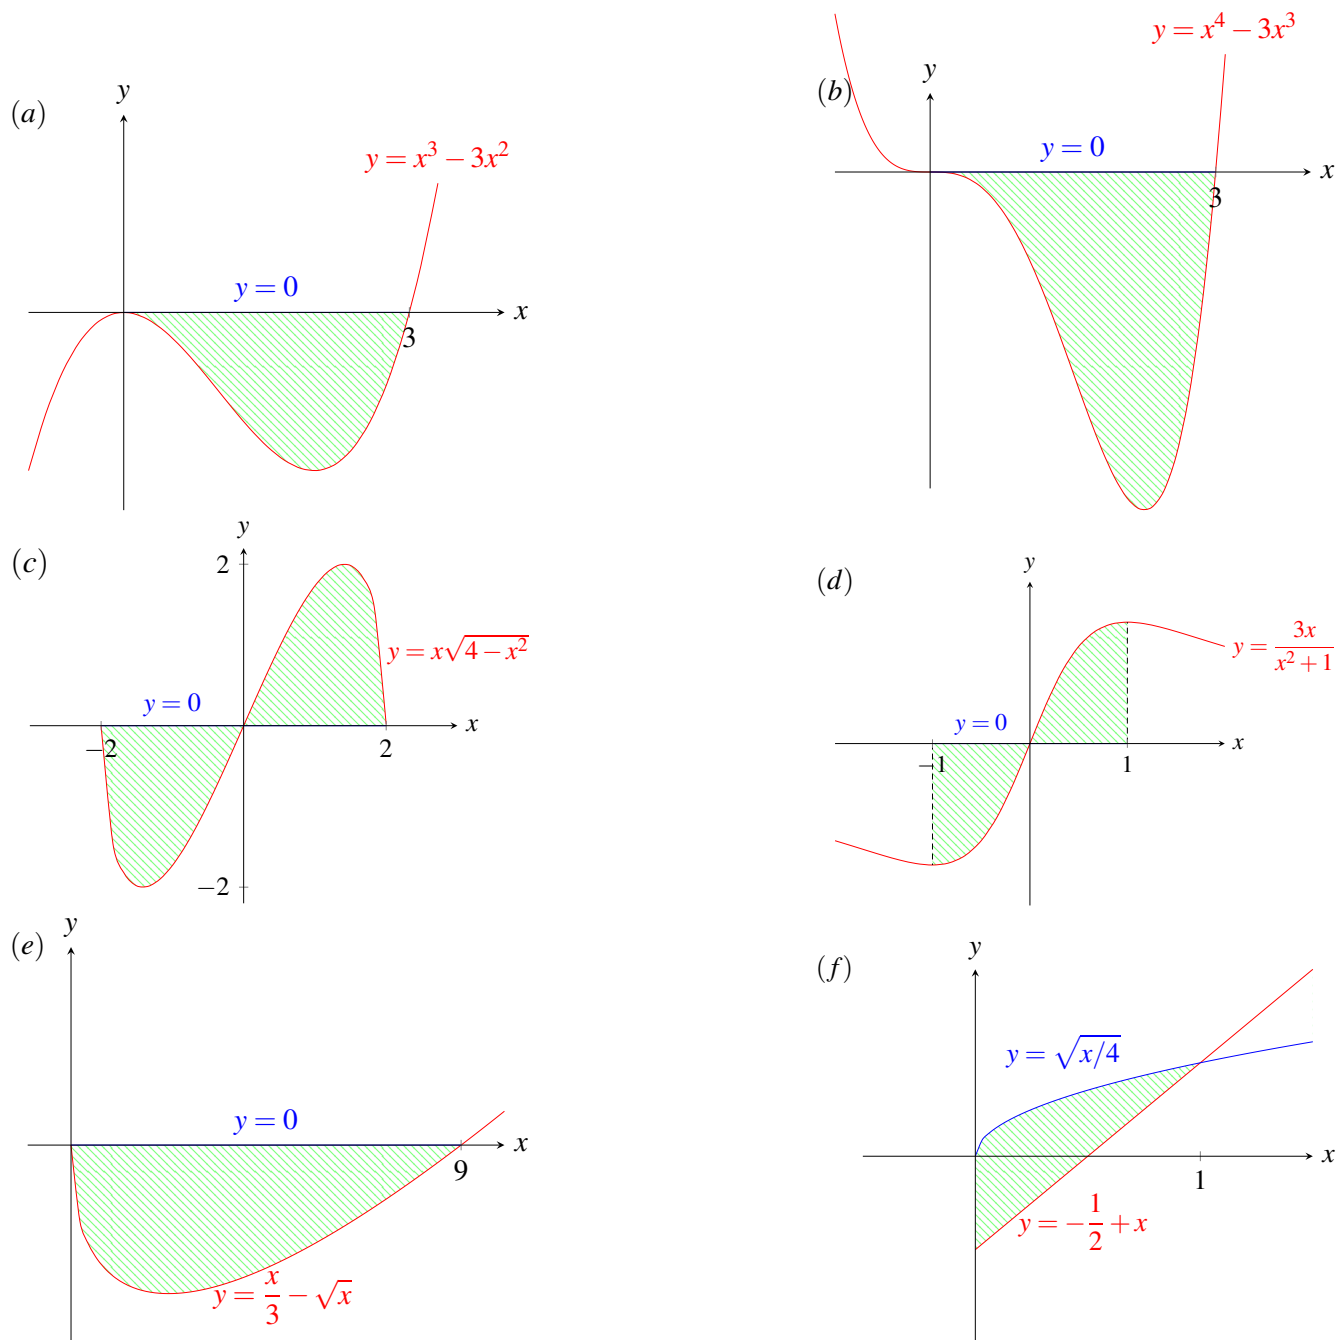 (a)
y
y = x³ − 3x²
y = 0
x
3
(b)
y
y = x⁴ − 3x³
y = 0
x
3
(c)
y
2
y = x√(4 − x²)
y = 0
x
−2
2
−2
(d)
y
y = 3x/(x² + 1)
y = 0
x
−1
1
(e)
y
y = 0
x
9
y = x/3 − √x
(f)
y
y = √(x/4)
x
1
y = −1/2 + x